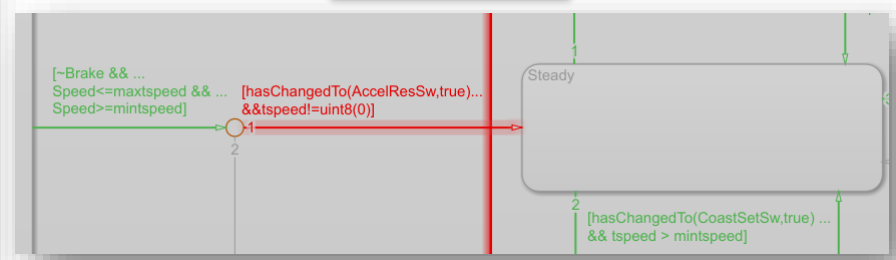 1
Steady
[~Brake && ...
Speed<=maxtspeed && ...
Speed>=mintspeed]
[hasChangedTo(AccelResSw,true)...
&&tspeed!=uint8(0)]
1
2
2
[hasChangedTo(CoastSetSw,true) ...
&& tspeed > mintspeed]